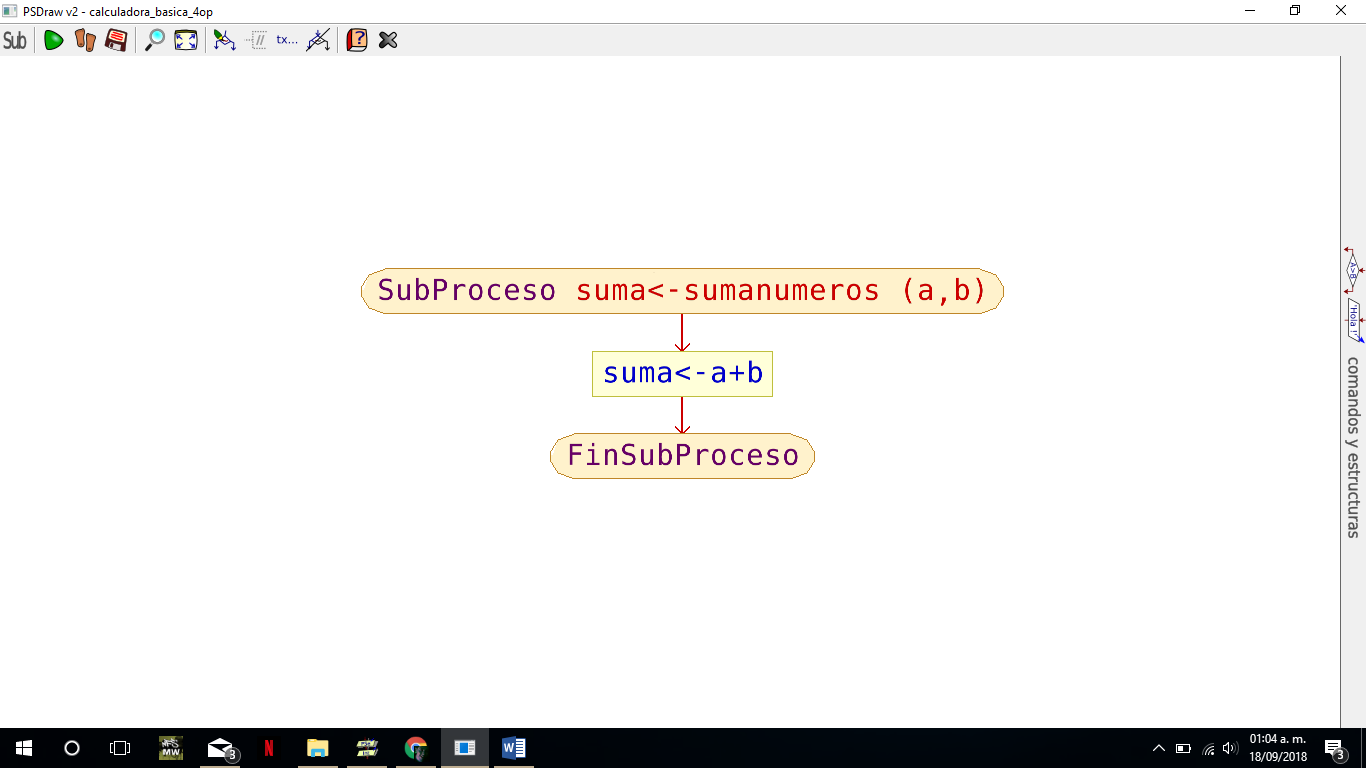 PSDraw v2 - calculadora_basica_4op
Sub
tx...
SubProceso suma<-sumanumeros (a,b)
suma<-a+b
FinSubProceso
A>B
'Hola !'
comandos y estructuras
MW
3
N
W
01:04 a. m.
18/09/2018
3